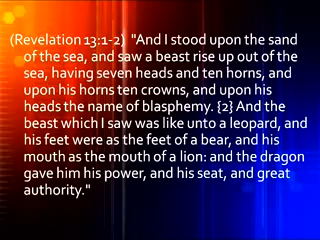 (Revelation 13:1-2)  "And I stood upon the sand
of the sea, and saw a beast rise up out of the
sea, having seven heads and ten horns, and
upon his horns ten crowns, and upon his
heads the name of blasphemy. {2} And the
beast which I saw was like unto a leopard, and
his feet were as the feet of a bear, and his
mouth as the mouth of a lion: and the dragon
gave him his power, and his seat, and great
authority."